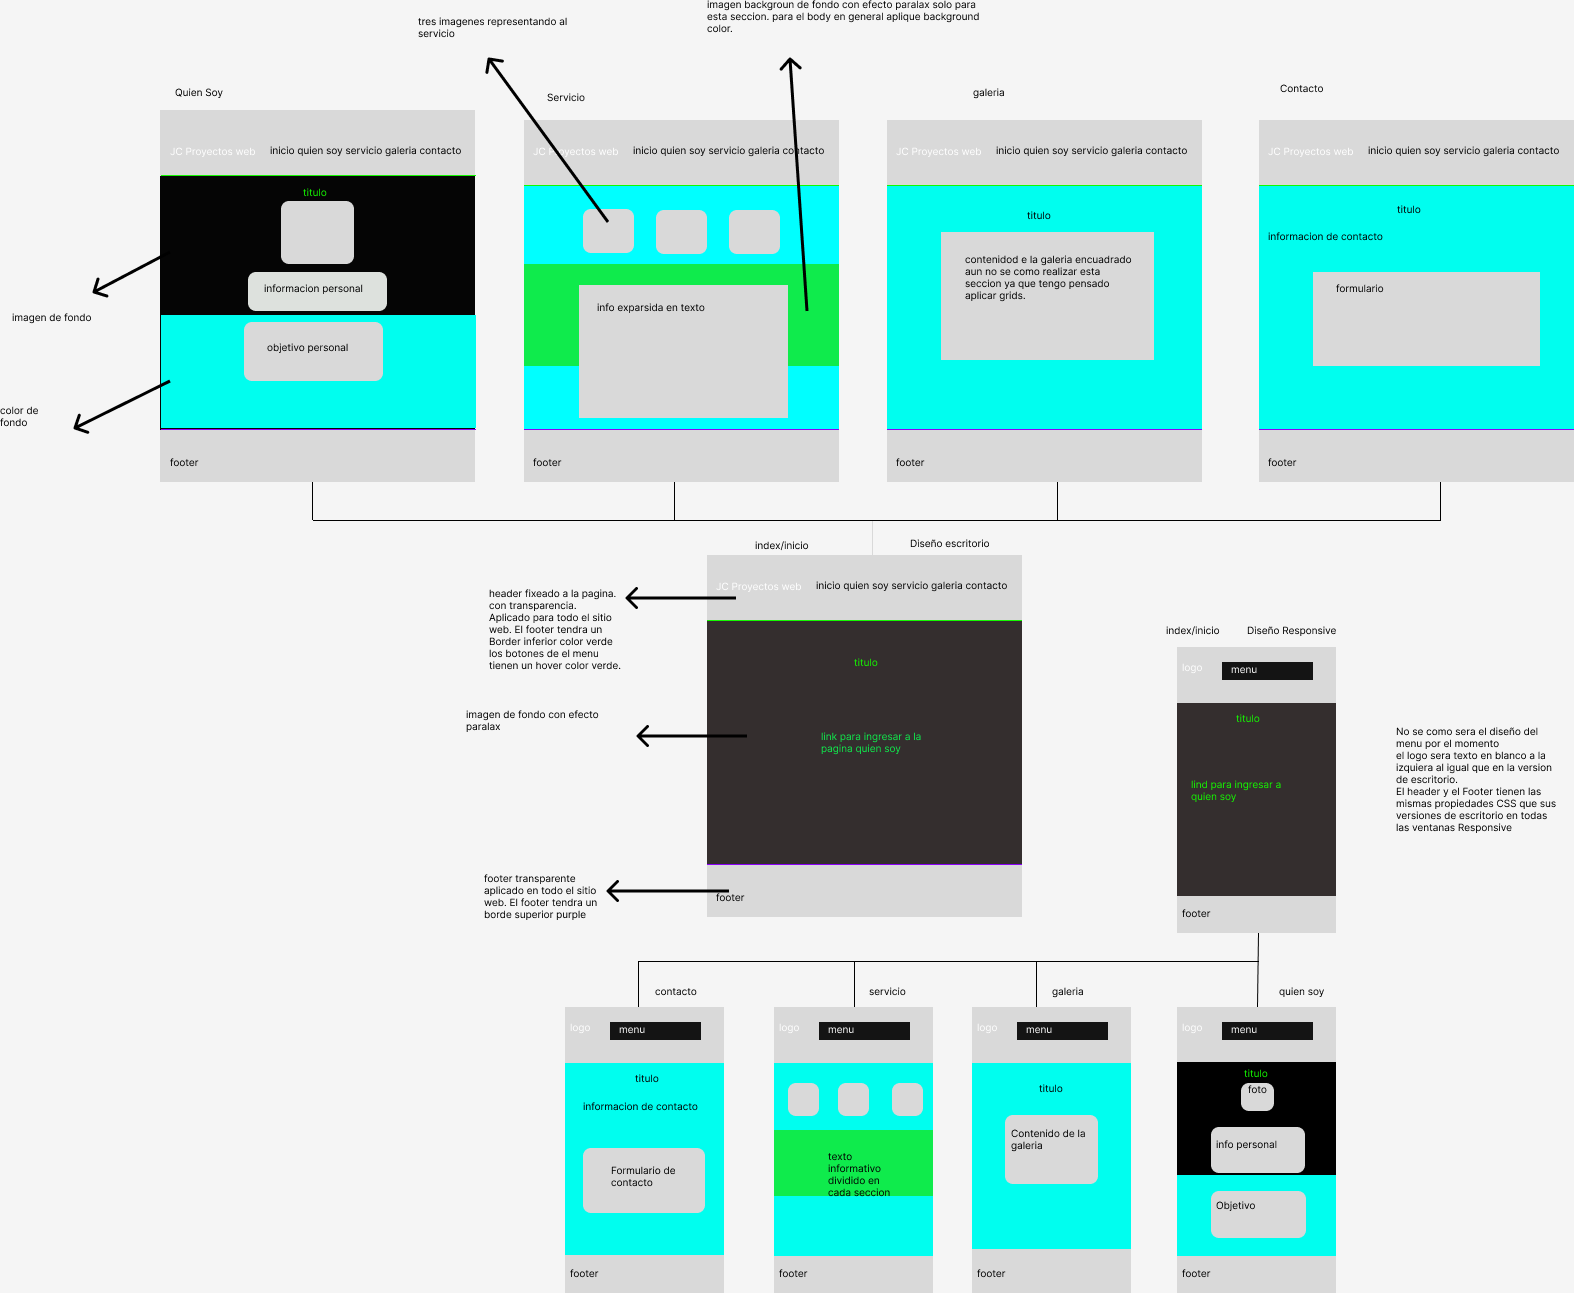 imagen backgroun de fondo con efecto paralax solo para
esta seccion. para el body en general aplique background
color.
tres imagenes representando al
servicio
Quien Soy
Servicio
galeria
Contacto
JC Proyectos web
inicio quien soy servicio galeria contacto
titulo
informacion personal
objetivo personal
footer
imagen de fondo
color de
fondo
JC Proyectos web
inicio quien soy servicio galeria contacto
info exparsida en texto
footer
JC Proyectos web
inicio quien soy servicio galeria contacto
titulo
contenidod e la galeria encuadrado
aun no se como realizar esta
seccion ya que tengo pensado
aplicar grids.
footer
JC Proyectos web
inicio quien soy servicio galeria contacto
titulo
informacion de contacto
formulario
footer
index/inicio
Diseño escritorio
JC Proyectos web
inicio quien soy servicio galeria contacto
header fixeado a la pagina.
con transparencia.
Aplicado para todo el sitio
web. El footer tendra un
Border inferior color verde
los botones de el menu
tienen un hover color verde.
titulo
imagen de fondo con efecto
paralax
link para ingresar a la
pagina quien soy
footer transparente
aplicado en todo el sitio
web. El footer tendra un
borde superior purple
footer
index/inicio
Diseño Responsive
logo
menu
titulo
lind para ingresar a
quien soy
footer
No se como sera el diseño del
menu por el momento
el logo sera texto en blanco a la
izquiera al igual que en la version
de escritorio.
El header y el Footer tienen las
mismas propiedades CSS que sus
versiones de escritorio en todas
las ventanas Responsive
contacto
servicio
galeria
quien soy
logo
menu
titulo
informacion de contacto
Formulario de
contacto
footer
logo
menu
texto
informativo
dividido en
cada seccion
footer
logo
menu
titulo
Contenido de la
galeria
footer
logo
menu
titulo
foto
info personal
Objetivo
footer